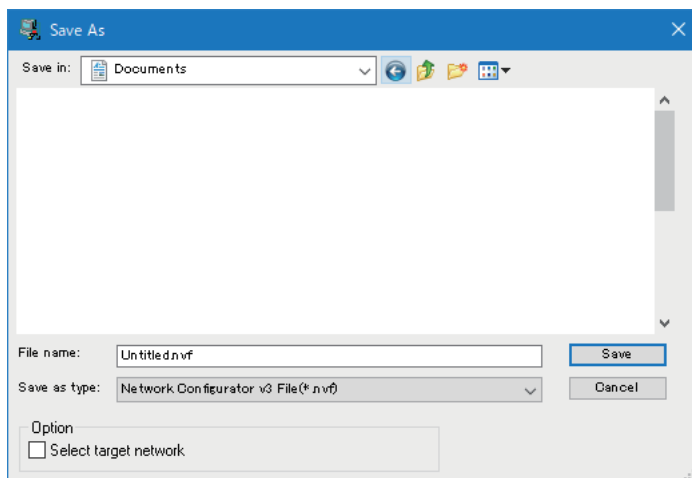 Save As
Save in: Documents
File name: Untitled.nvf Save
Save as type: Network Configurator v3 File(*.nvf) Cancel
Option
Select target network